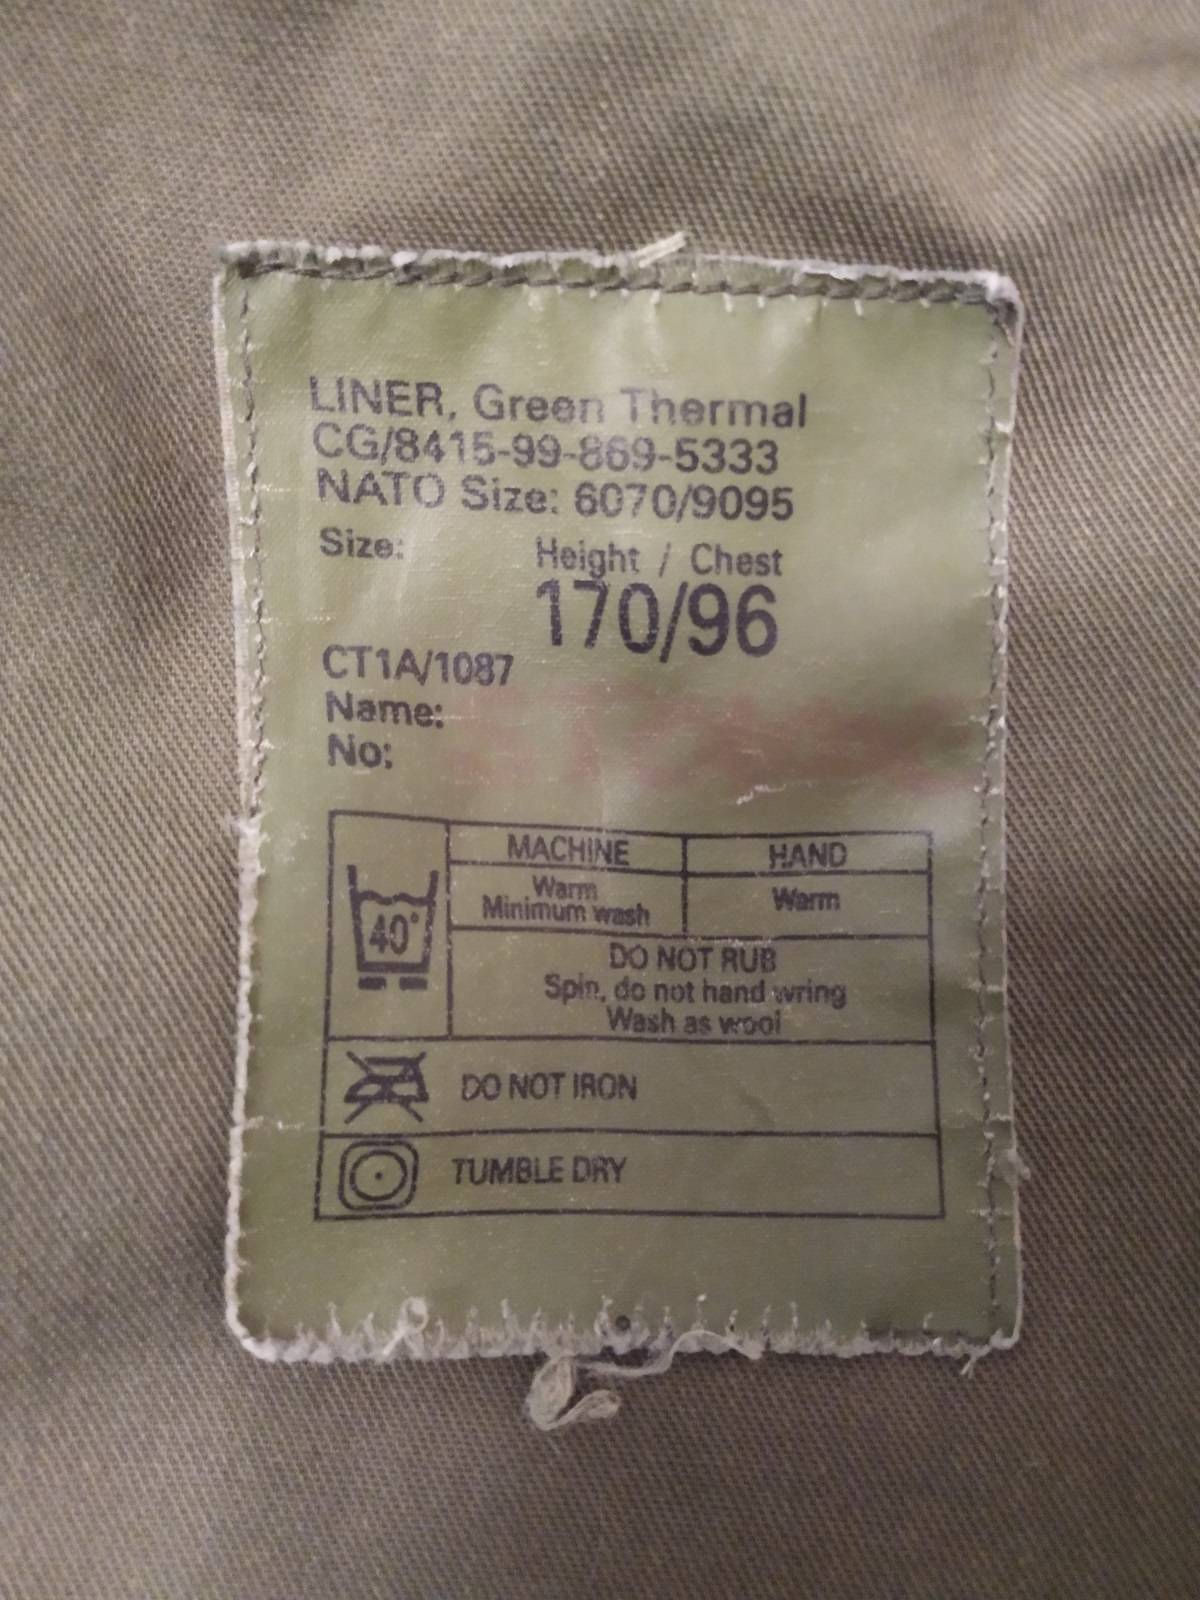 LINER, Green Thermal
CG/8415-99-869-5333
NATO Size: 6070/9095
Size: Height / Chest
170/96
CT1A/1087
Name:
No:
MACHINE HAND
Warm Warm
Minimum wash
40°
DO NOT RUB
Spin, do not hand wring
Wash as wool
DO NOT IRON
TUMBLE DRY